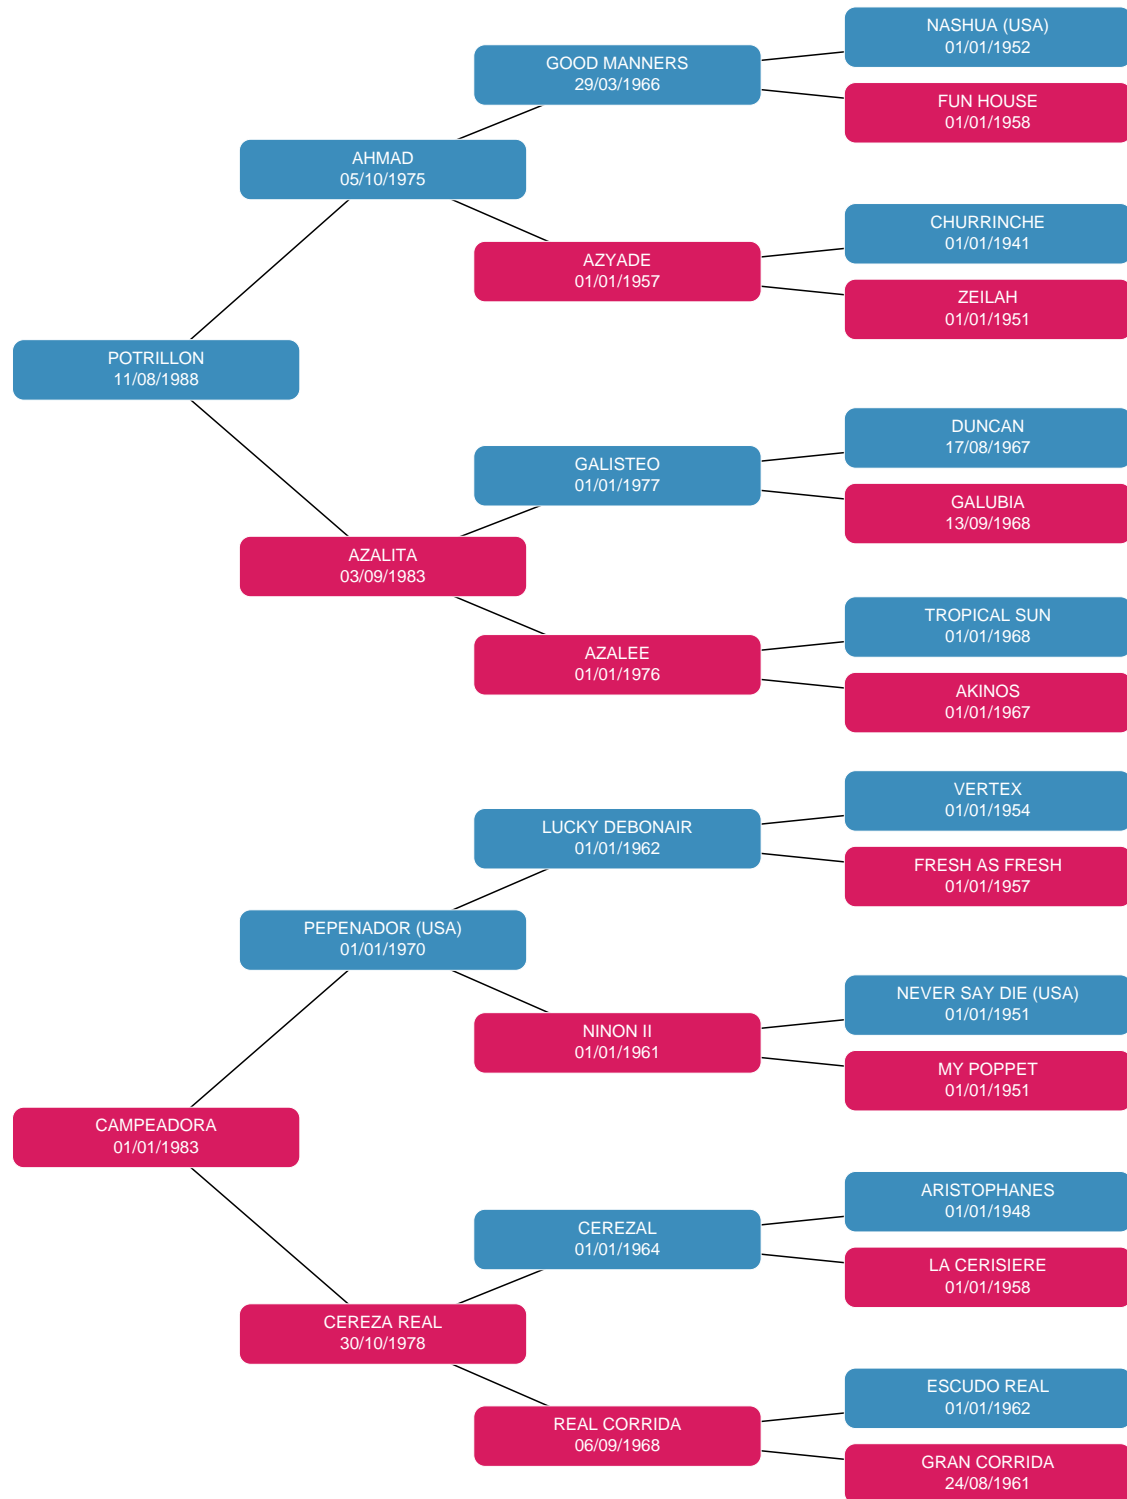 NASHUA (USA)
01/01/1952
GOOD MANNERS
29/03/1966
FUN HOUSE
01/01/1958
AHMAD
05/10/1975
CHURRINCHE
01/01/1941
AZYADE
01/01/1957
ZEILAH
01/01/1951
POTRILLON
11/08/1988
DUNCAN
17/08/1967
GALISTEO
01/01/1977
GALUBIA
13/09/1968
AZALITA
03/09/1983
TROPICAL SUN
01/01/1968
AZALEE
01/01/1976
AKINOS
01/01/1967
VERTEX
01/01/1954
LUCKY DEBONAIR
01/01/1962
FRESH AS FRESH
01/01/1957
PEPENADOR (USA)
01/01/1970
NEVER SAY DIE (USA)
01/01/1951
NINON II
01/01/1961
MY POPPET
01/01/1951
CAMPEADORA
01/01/1983
ARISTOPHANES
01/01/1948
CEREZAL
01/01/1964
LA CERISIERE
01/01/1958
CEREZA REAL
30/10/1978
ESCUDO REAL
01/01/1962
REAL CORRIDA
06/09/1968
GRAN CORRIDA
24/08/1961